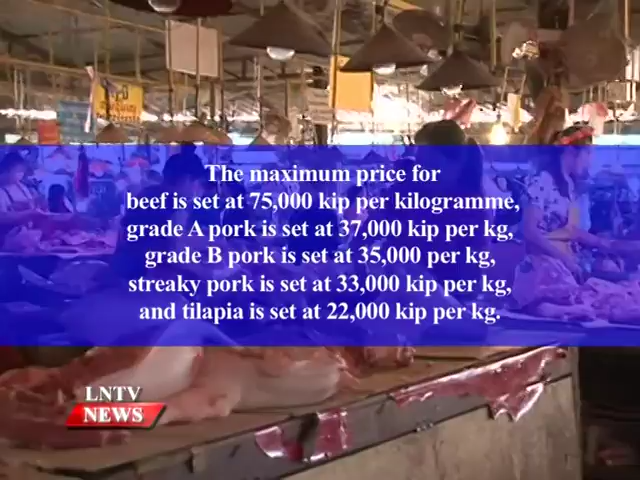 The maximum price for
beef is set at 75,000 kip per kilogramme,
grade A pork is set at 37,000 kip per kg,
grade B pork is set at 35,000 per kg,
streaky pork is set at 33,000 kip per kg,
and tilapia is set at 22,000 kip per kg.
LNTV
NEWS